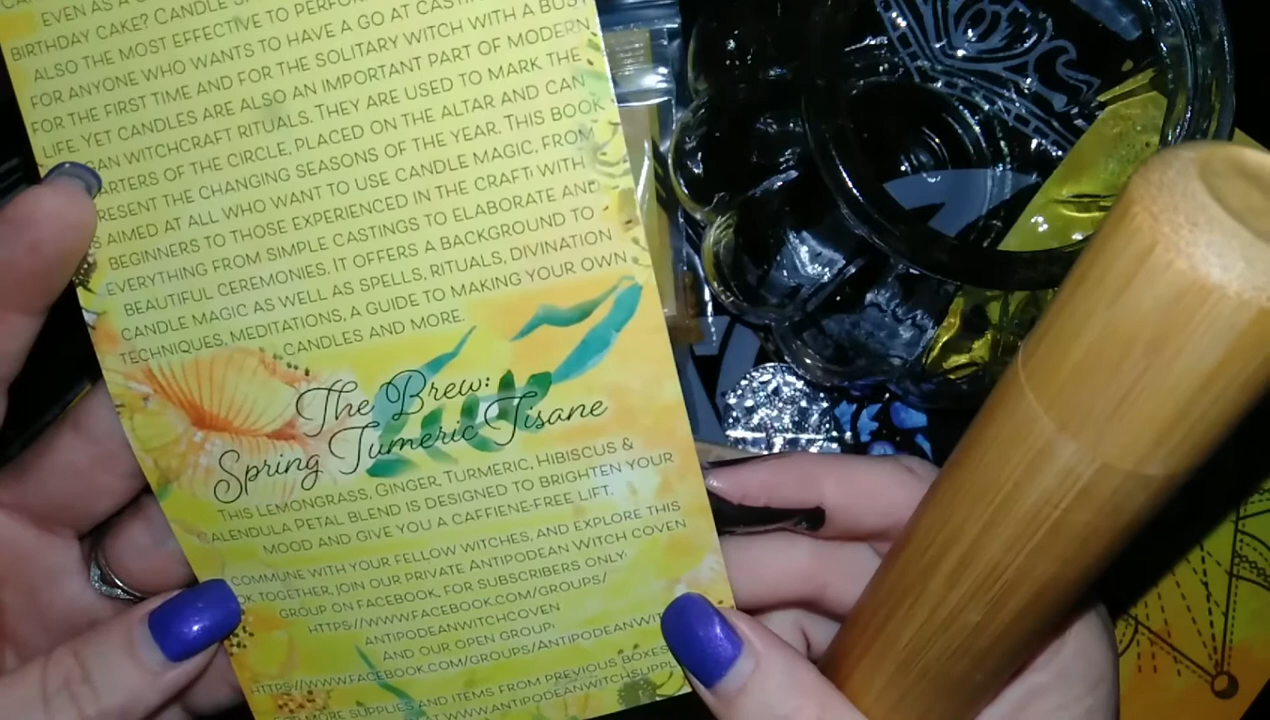 EVEN AS A
BIRTHDAY CAKE? CANDLE
ALSO THE MOST EFFECTIVE TO PERFO
FOR ANYONE WHO WANTS TO HAVE A GO AT CASTI
FOR THE FIRST TIME AND FOR THE SOLITARY WITCH WITH A BUSY
LIFE. YET CANDLES ARE ALSO AN IMPORTANT PART OF MODERN
GAN WITCHCRAFT RITUALS. THEY ARE USED TO MARK THE
ARTERS OF THE CIRCLE, PLACED ON THE ALTAR AND CAN
RESENT THE CHANGING SEASONS OF THE YEAR. THIS BOOK
IS AIMED AT ALL WHO WANT TO USE CANDLE MAGIC, FROM
BEGINNERS TO THOSE EXPERIENCED IN THE CRAFT WITH
EVERYTHING FROM SIMPLE CASTINGS TO ELABORATE AND
BEAUTIFUL CEREMONIES. IT OFFERS A BACKGROUND TO
CANDLE MAGIC AS WELL AS SPELLS, RITUALS, DIVINATION
TECHNIQUES, MEDITATIONS, A GUIDE TO MAKING YOUR OWN
CANDLES AND MORE.
The Brew:
Spring Tumeric Tisane
THIS LEMONGRASS, GINGER, TURMERIC, HIBISCUS &
CALENDULA PETAL BLEND IS DESIGNED TO BRIGHTEN YOUR
MOOD AND GIVE YOU A CAFFIENE-FREE LIFT.
COMMUNE WITH YOUR FELLOW WITCHES, AND EXPLORE THIS
OK TOGETHER, JOIN OUR PRIVATE ANTIPODEAN WITCH COVEN
GROUP ON FACEBOOK, FOR SUBSCRIBERS ONLY:
HTTPS://WWW.FACEBOOK.COM/GROUPS/
ANTIPODEANWITCHCOVEN
AND OUR OPEN GROUP:
HTTPS://WWW.FACEBOOK.COM/GROUPS/ANTIPODEANWIT
FOR MORE SUPPLIES AND ITEMS FROM PREVIOUS BOXES
T WWW.ANTIPODEANWITCHSUPPL